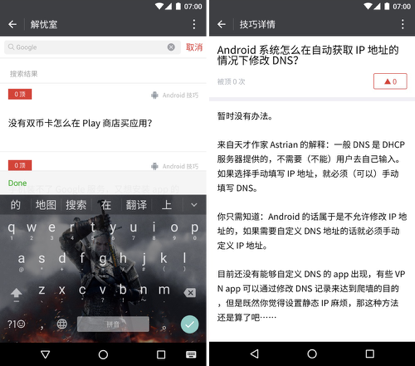 07:00
解忧室
Google
取消
搜索结果
0 顶
Android 技巧
没有双币卡怎么在 Play 商店买应用?
0 顶
Android 技巧
Done
的 地图 搜索 在 翻译 上
q w e r t y u i o p
1 2 3 4 5 6 7 8 9 0
a s d f g h j k l
z x c v b n m
?1☺ , 拼音 。
07:00
技巧详情
Android 系统怎么在自动获取 IP 地址的
情况下修改 DNS?
被顶 0 次
▲ 0
暂时没有办法。
来自天才作家 Astrian 的解释:一般 DNS 是 DHCP
服务器提供的,不需要(不能)用户去自己输入。
如果选择手动填写 IP 地址,就必须(可以)手动
填写 DNS。
你只需知道:Android 的话属于是不允许修改 IP 地
址的,如果需要自定义 DNS 地址的话就必须手动
定义 IP 地址。
目前还没有能够自定义 DNS 的 app 出现,有些 VP
N app 可以通过修改 DNS 记录来达到爬墙的目的
,但是既然你觉得设置静态 IP 麻烦,那这种方法
还是算了吧……